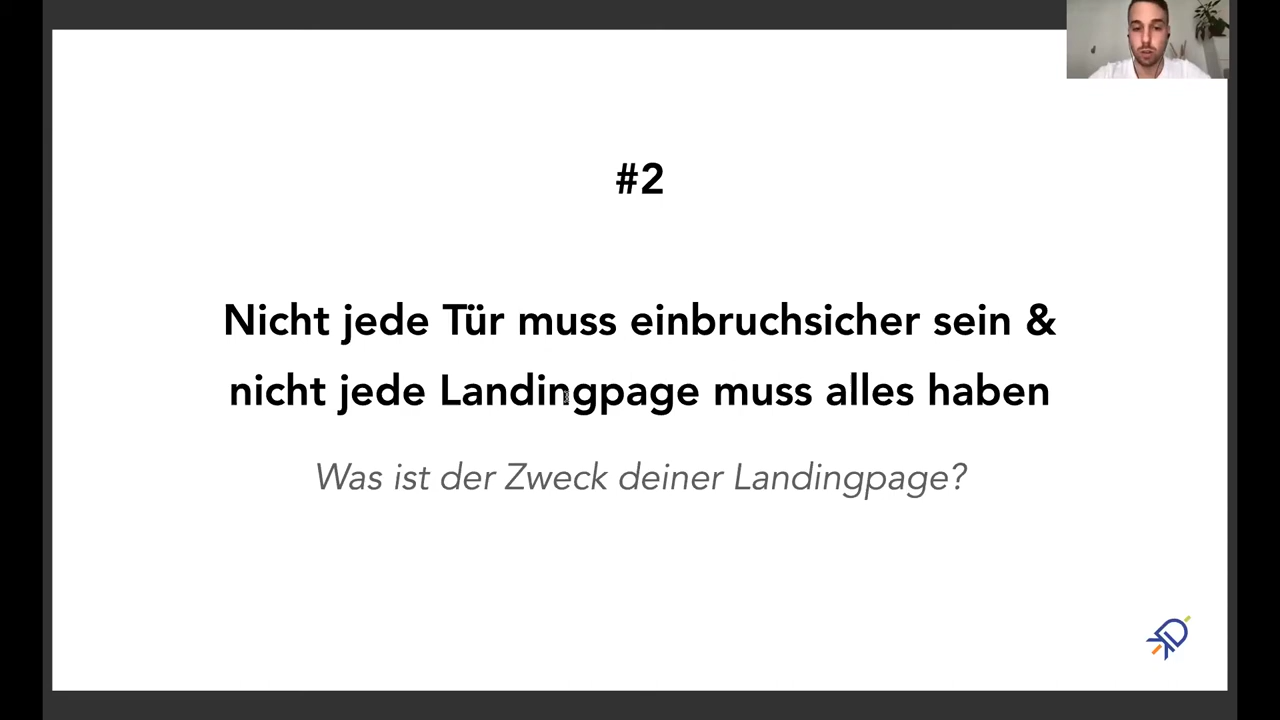 #2
Nicht jede Tür muss einbruchsicher sein &
nicht jede Landingpage muss alles haben
Was ist der Zweck deiner Landingpage?